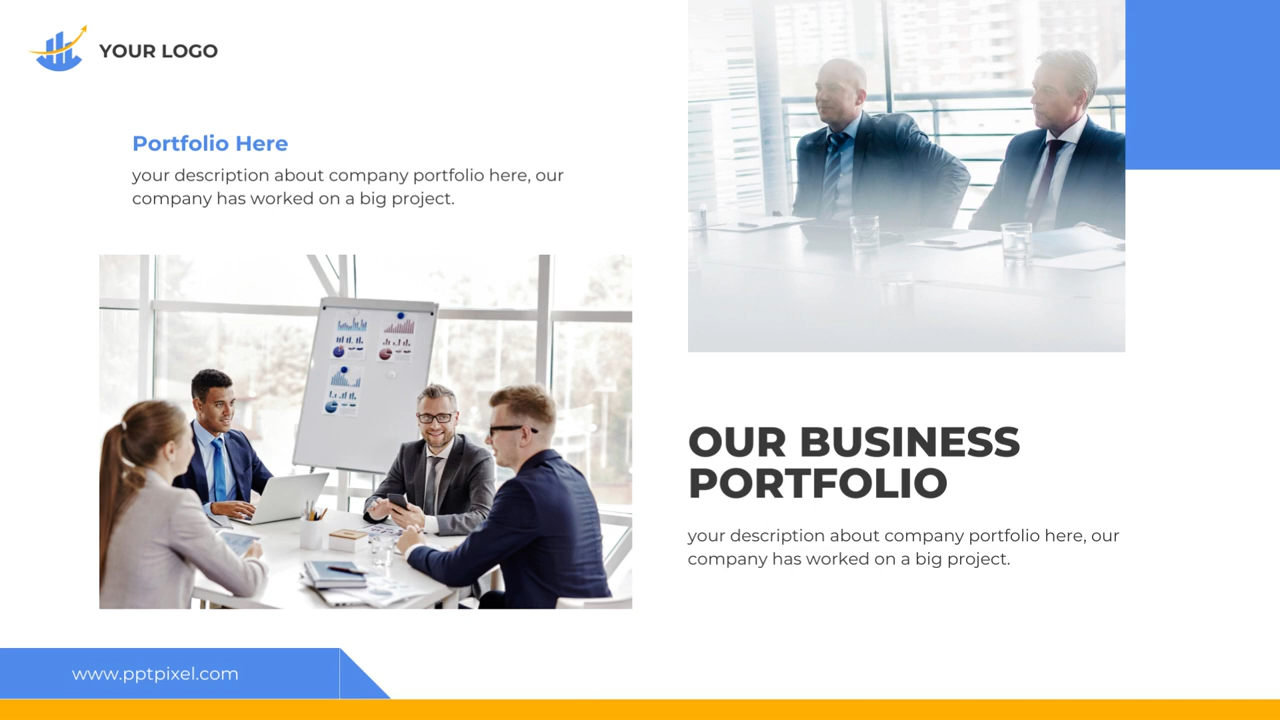 YOUR LOGO
Portfolio Here
your description about company portfolio here, our
company has worked on a big project.
OUR BUSINESS
PORTFOLIO
your description about company portfolio here, our
company has worked on a big project.
www.pptpixel.com